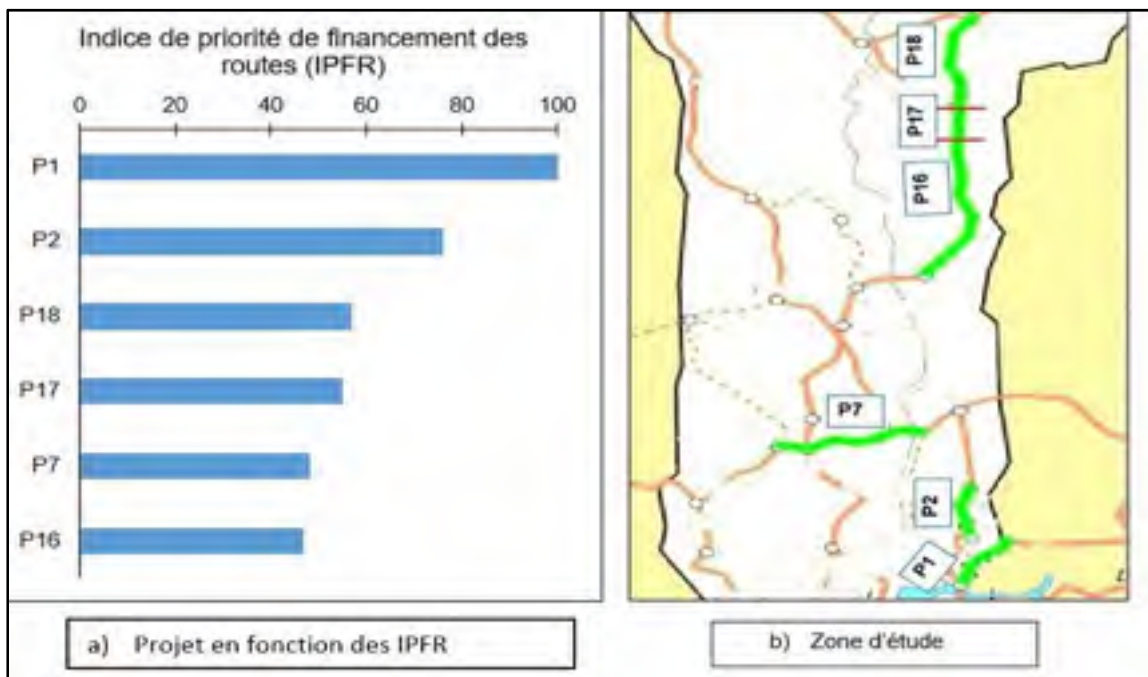 Indice de priorité de financement des
routes (IPFR)
0 20 40 60 80 100
P1
P2
P18
P17
P7
P16
a) Projet en fonction des IPFR
P18
P17
P16
P7
P2
P1
L
b) Zone d'étude